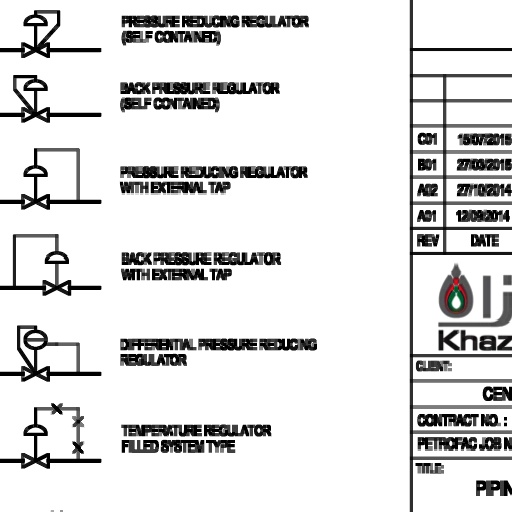 PRESSURE REDUCING REGULATOR
(SELF CONTAINED)
BACK PRESSURE REGULATOR
(SELF CONTAINED)
PRESSURE REDUCING REGULATOR
WITH EXTERNAL TAP
BACK PRESSURE REGULATOR
WITH EXTERNAL TAP
DIFFERENTIAL PRESSURE REDUCING
REGULATOR
TEMPERATURE REGULATOR
FILLED SYSTEM TYPE
C01 15/07/2015
B01 27/03/2015
A02 27/10/2014
A01 12/09/2014
REV DATE
Khaz
CLIENT:
CEN
CONTRACT NO. :
PETROFAC JOB N
TITLE:
PIPIN